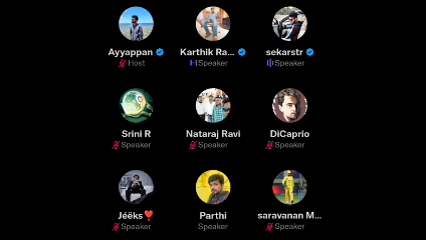 Ayyappan Karthik Ra... sekarstr
Host Speaker Speaker
Srini R Nataraj Ravi DiCaprio
Speaker Speaker Speaker
Jéêks Parthi saravanan M...
Speaker Speaker Speaker